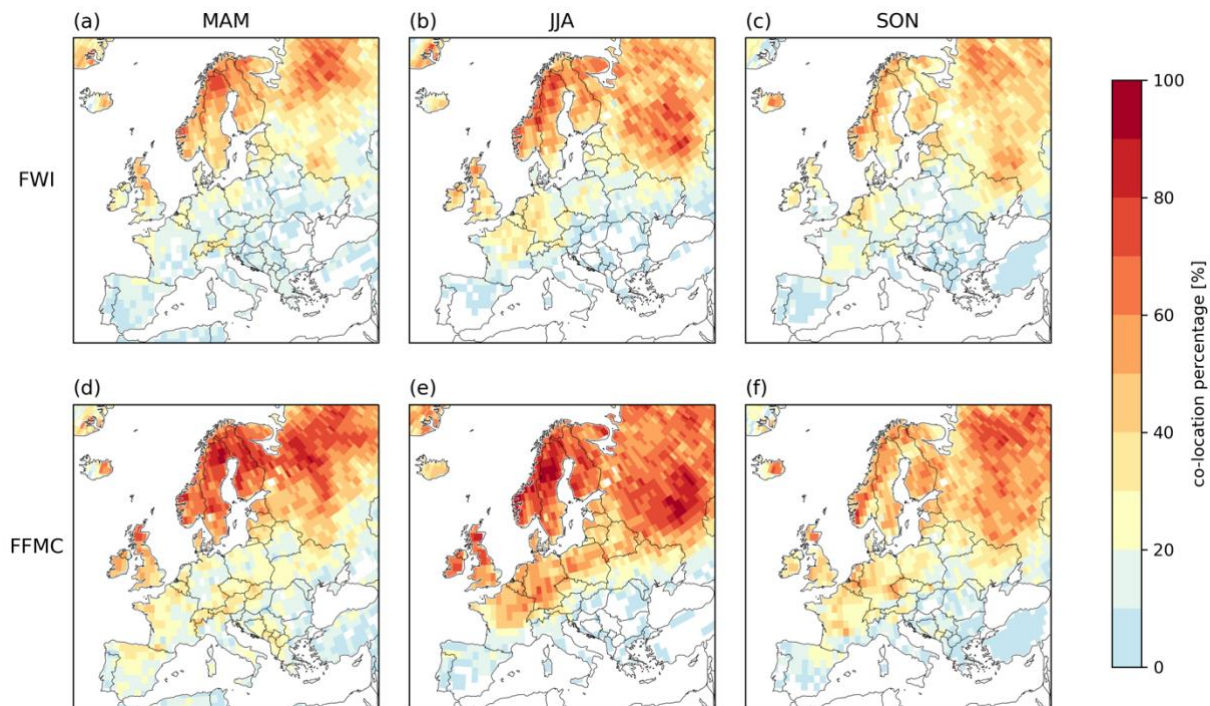 (a) MAM
(b) JJA
(c) SON
FWI
(d)
(e)
(f)
FFMC
100
80
60
40
20
0
co-location percentage [%]